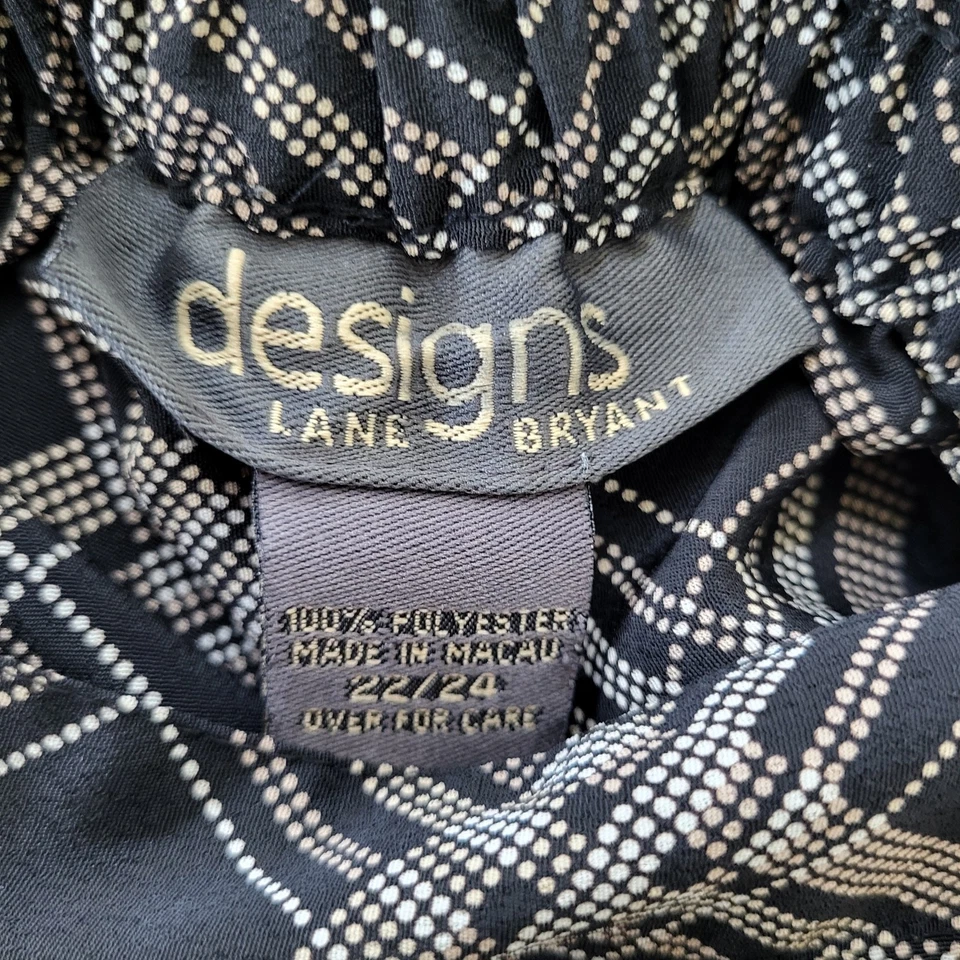 designs
LANE BRYANT
100% POLYESTER
MADE IN MACAU
22/24
OVER FOR CARE